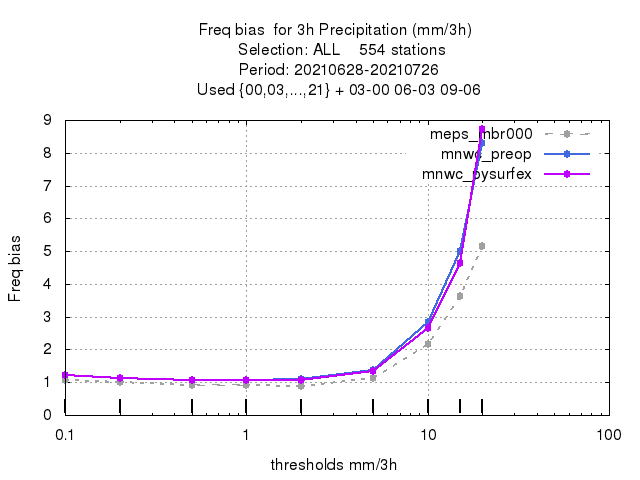 Freq bias  for 3h Precipitation (mm/3h)
Selection: ALL    554 stations
Period: 20210628-20210726
Used {00,03,...,21} + 03-00 06-03 09-06
9
8
7
6
5
4
3
2
1
0
Freq bias
meps_mbr000
mnwc_preop
mnwc_pysurfex
0.1 1 10 100
thresholds mm/3h